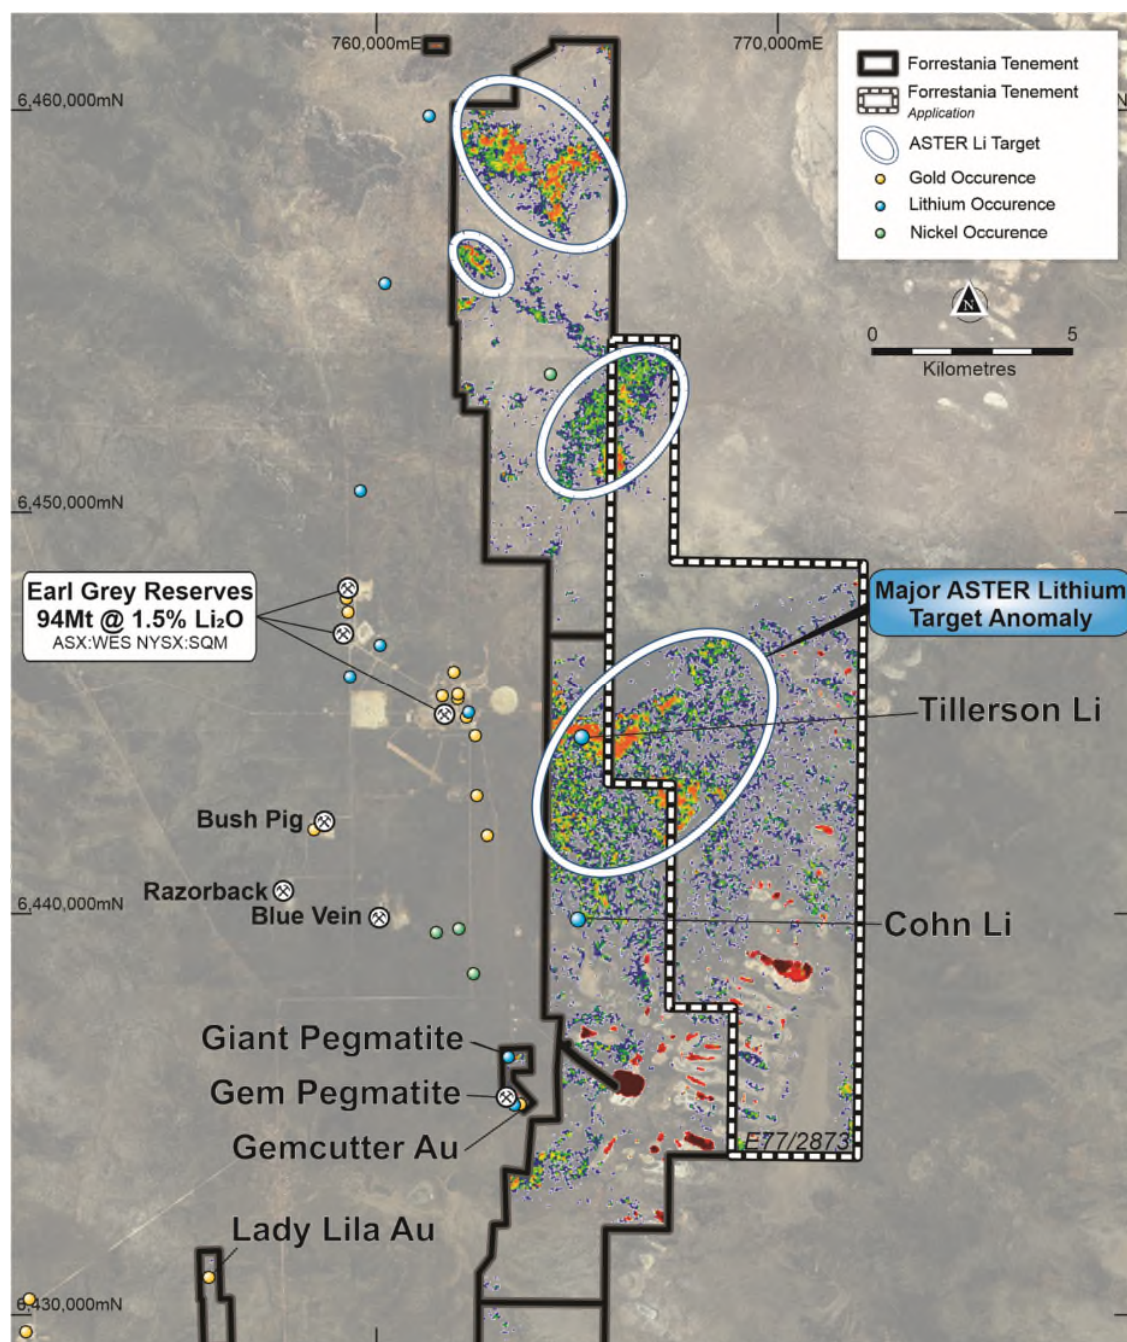 760,000mE
770,000mE
6,460,000mN
Forrestania Tenement
Forrestania Tenement
Application
ASTER Li Target
Gold Occurence
Lithium Occurence
Nickel Occurence
N
N
0 5
Kilometres
6,450,000mN
Earl Grey Reserves
94Mt @ 1.5% Li₂O
ASX:WES NYSX:SQM
Major ASTER Lithium
Target Anomaly
Tillerson Li
Bush Pig
Razorback
Blue Vein
6,440,000mN
Cohn Li
Giant Pegmatite
Gem Pegmatite
Gemcutter Au
E77/2873
Lady Lila Au
6,430,000mN